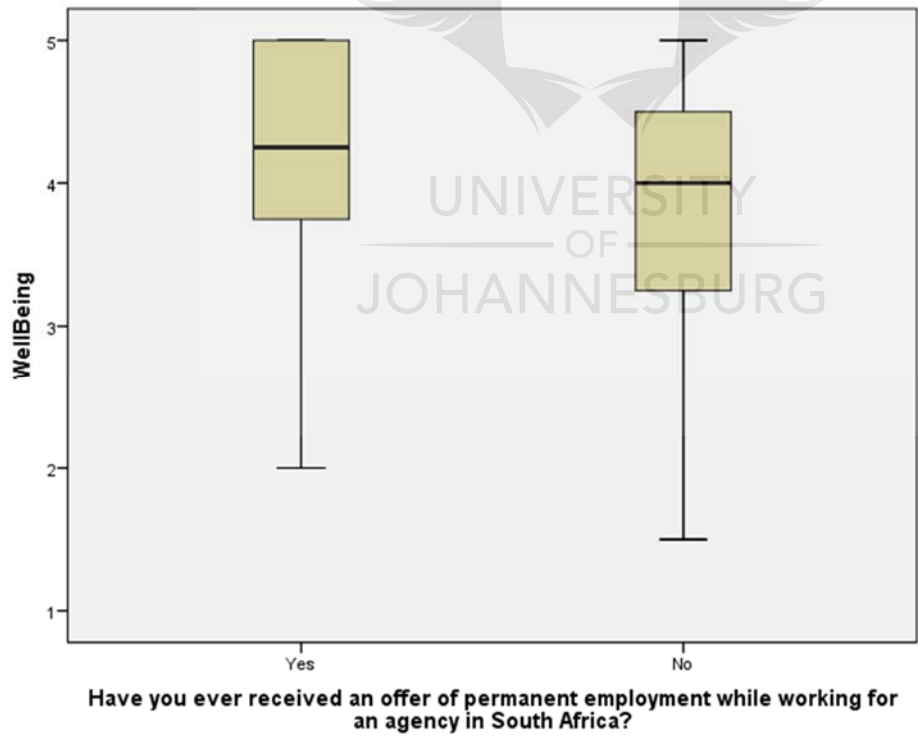 5
4
3
2
1
WellBeing
UNIVERSITY
OF
JOHANNESBURG
Yes
No
Have you ever received an offer of permanent employment while working for
an agency in South Africa?